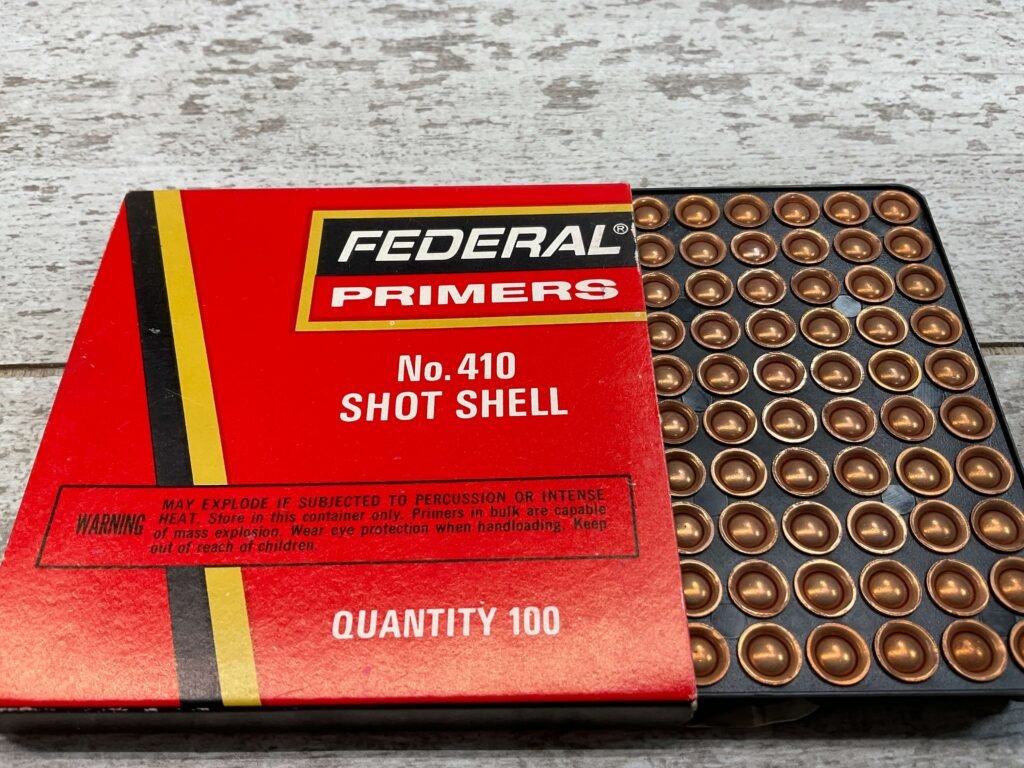 FEDERAL®
PRIMERS
No. 410
SHOT SHELL
WARNING
MAY EXPLODE IF SUBJECTED TO PERCUSSION OR INTENSE
HEAT. Store in this container only. Primers in bulk are capable
of mass explosion. Wear eye protection when handloading. Keep
out of reach of children.
QUANTITY 100